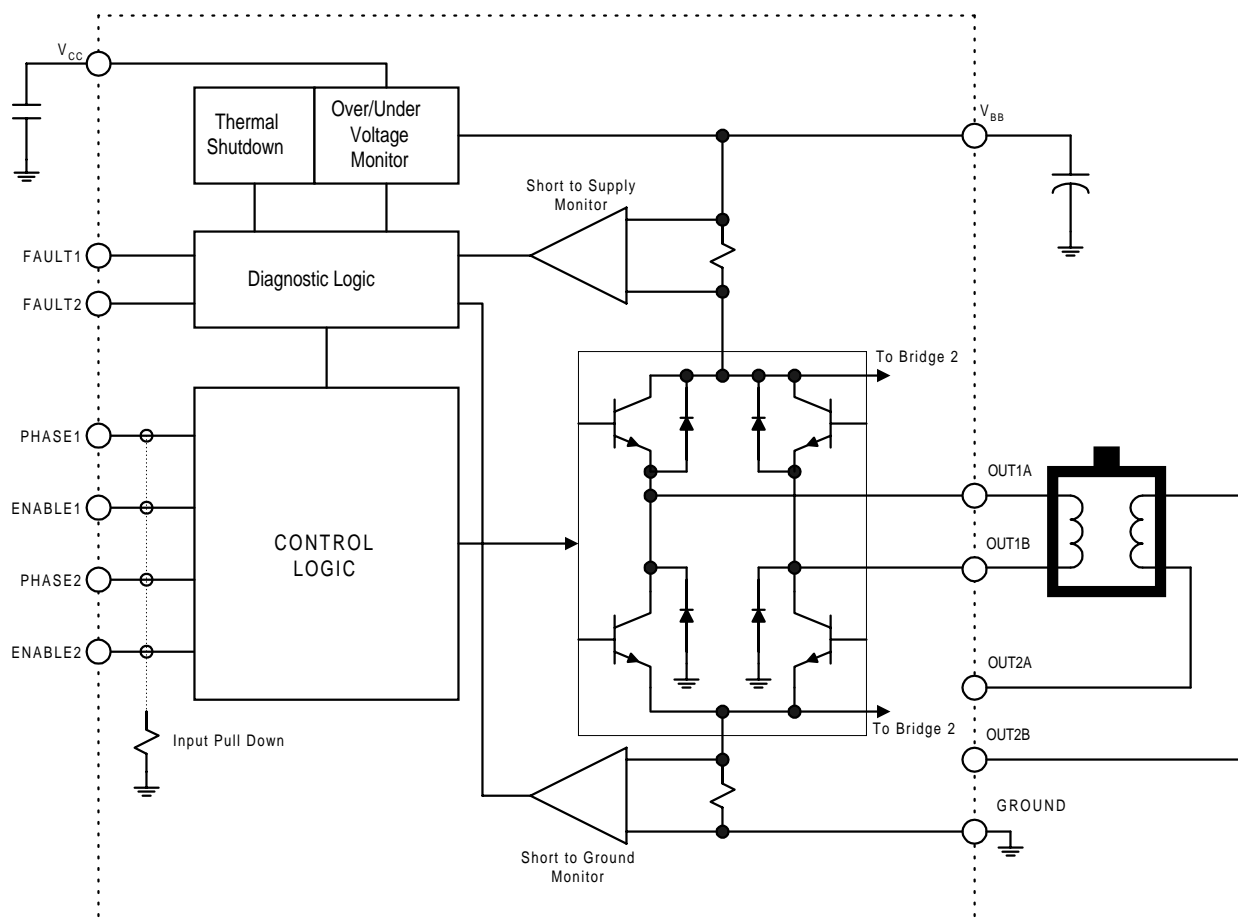 V_CC
Thermal
Shutdown
Over/Under
Voltage
Monitor
V_BB
Short to Supply
Monitor
FAULT1
FAULT2
Diagnostic Logic
To Bridge 2
PHASE1
ENABLE1
PHASE2
ENABLE2
CONTROL
LOGIC
OUT1A
OUT1B
OUT2A
OUT2B
To Bridge 2
Input Pull Down
GROUND
Short to Ground
Monitor